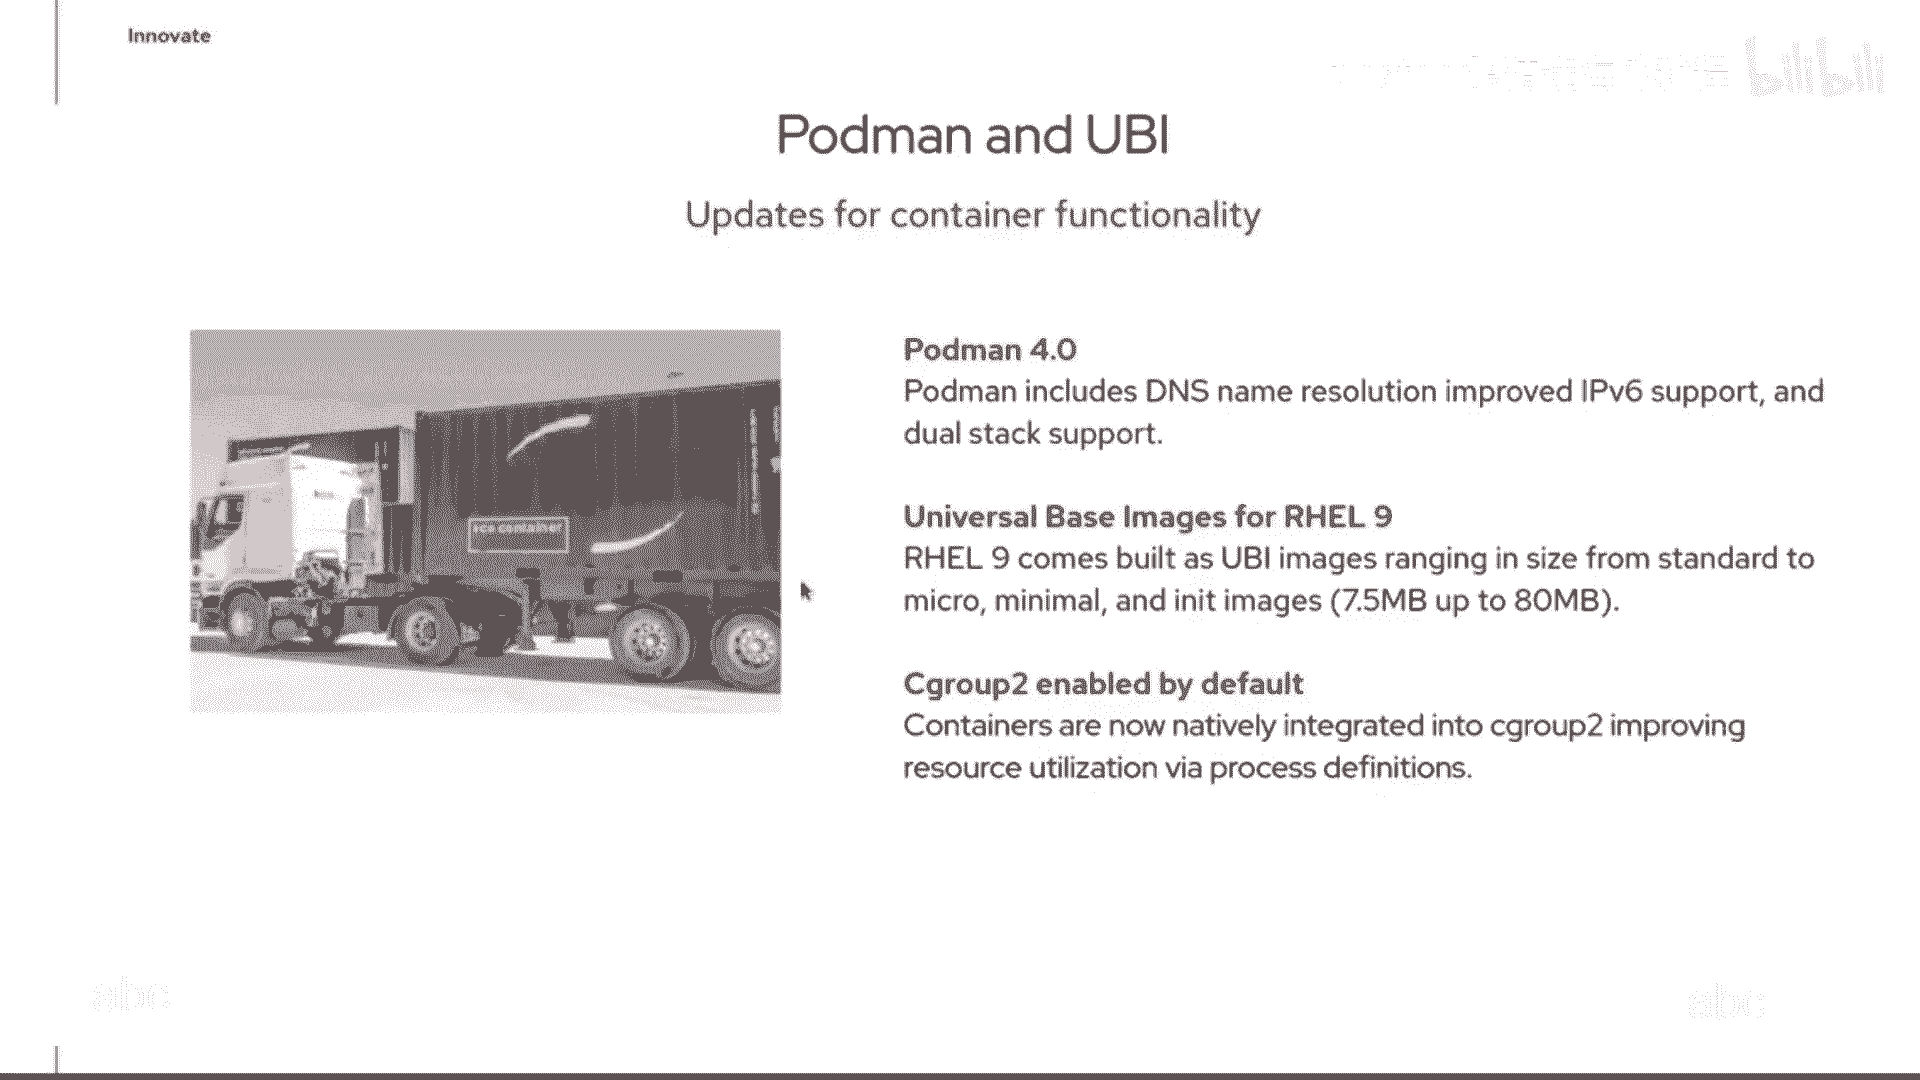 Innovate
bilibili
Podman and UBI
Updates for container functionality
Podman 4.0
Podman includes DNS name resolution improved IPv6 support, and
dual stack support.
Universal Base Images for RHEL 9
RHEL 9 comes built as UBI images ranging in size from standard to
micro, minimal, and init images (7.5MB up to 80MB).
Cgroup2 enabled by default
Containers are now natively integrated into cgroup2 improving
resource utilization via process definitions.
abc
abc